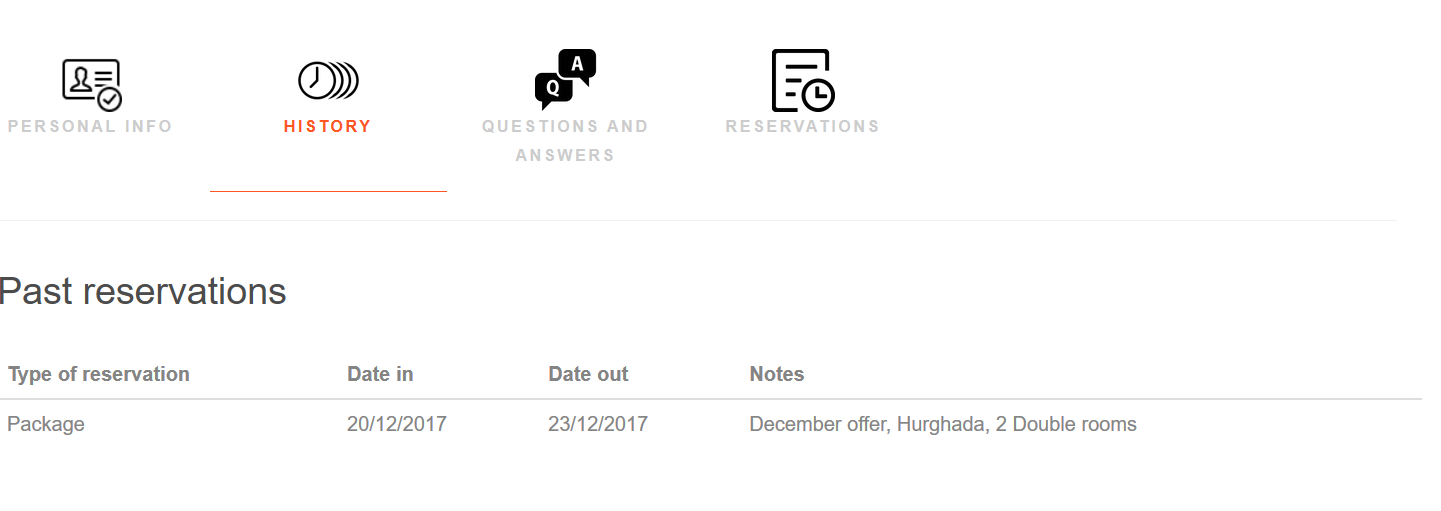 A
Q
PERSONAL INFO
HISTORY
QUESTIONS AND
ANSWERS
RESERVATIONS
Past reservations
Type of reservation Date in Date out Notes
Package 20/12/2017 23/12/2017 December offer, Hurghada, 2 Double rooms